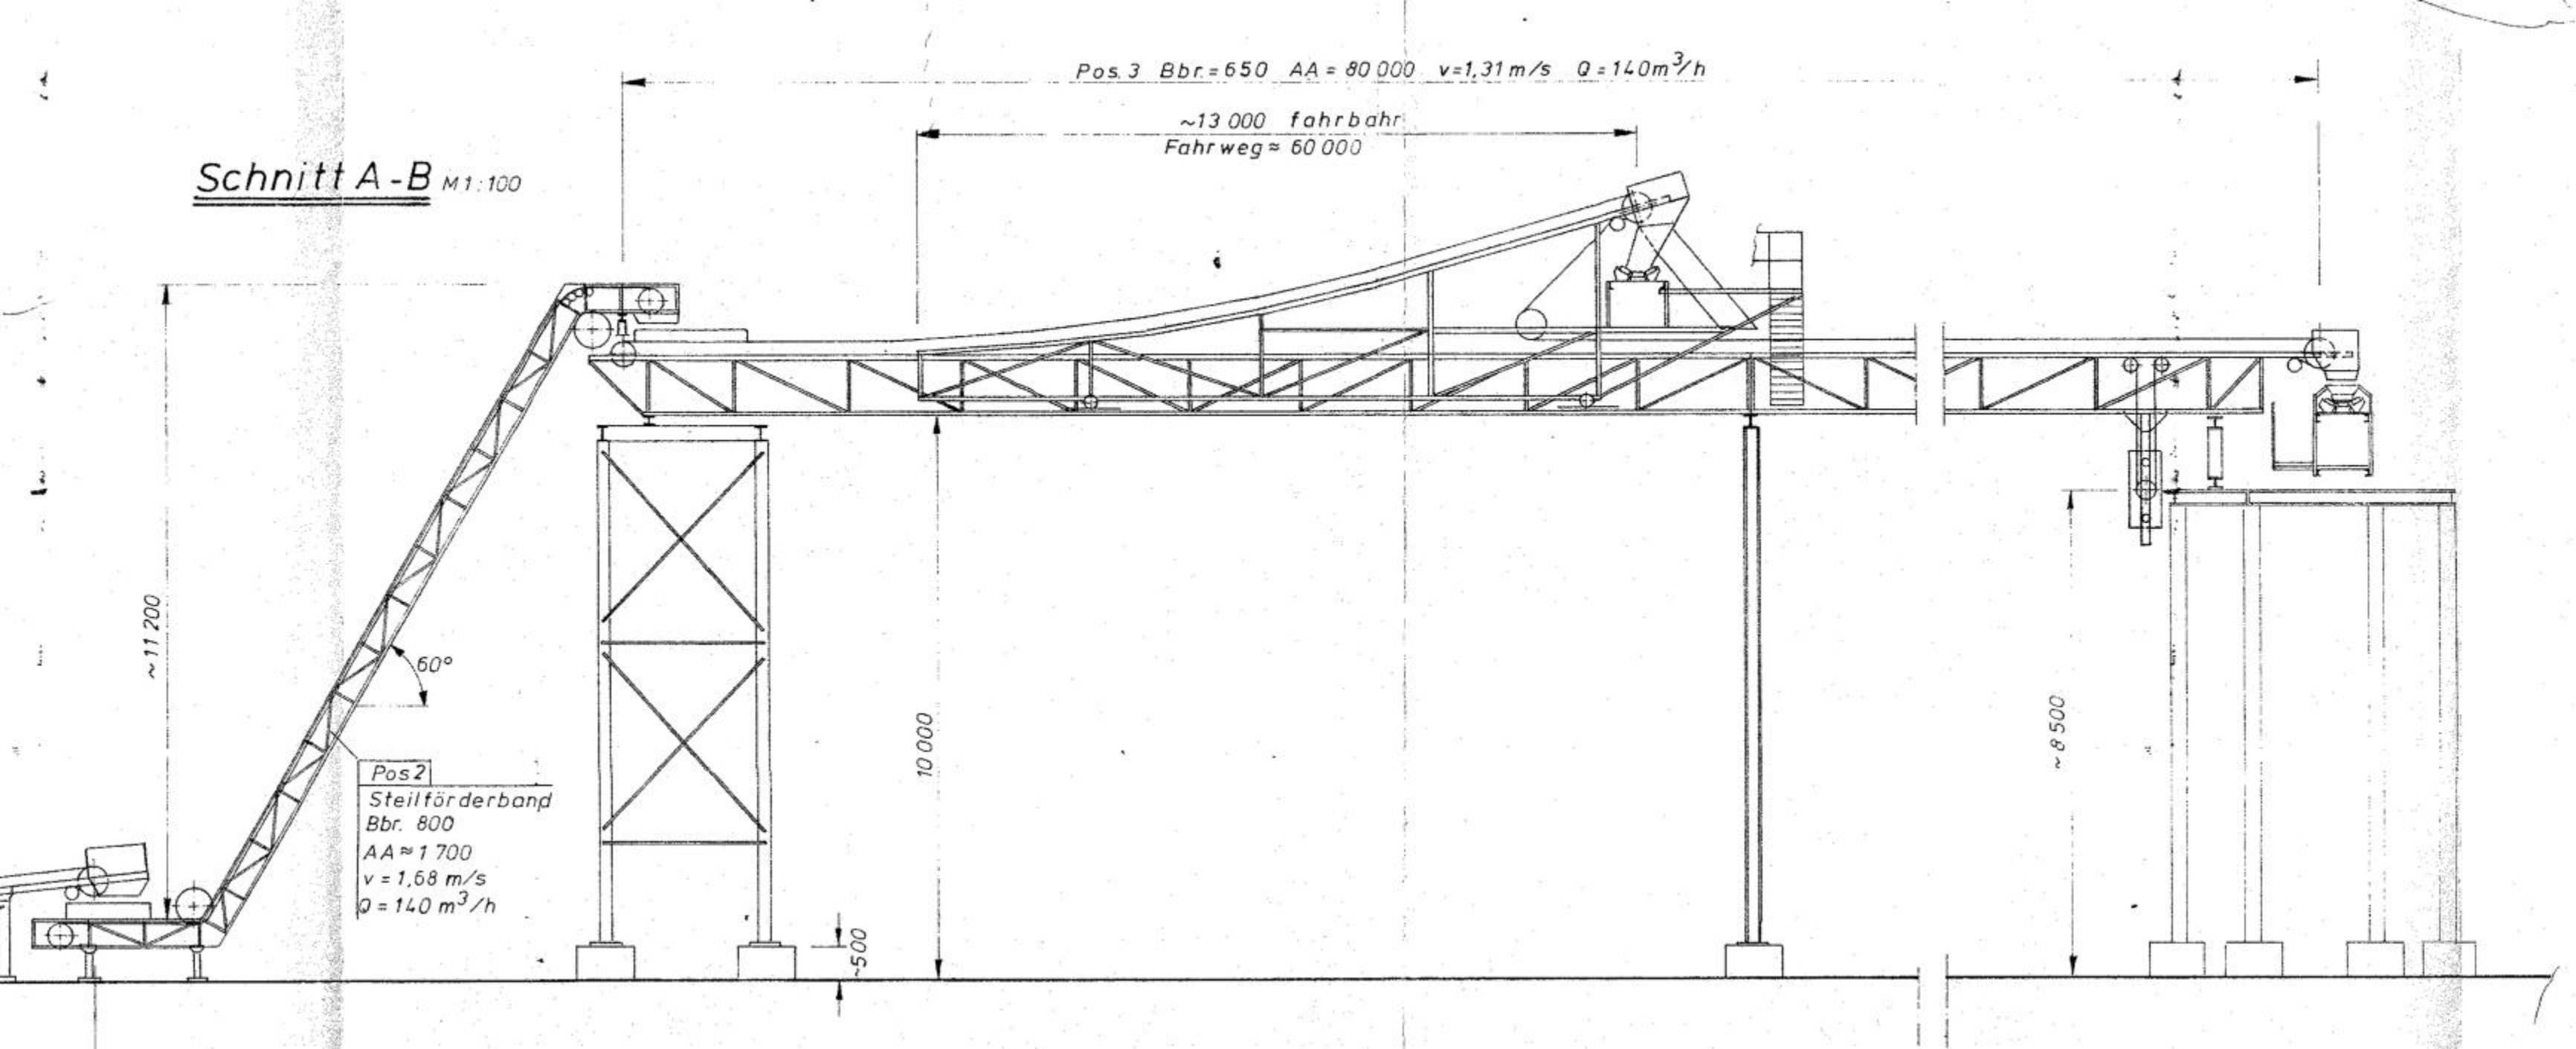 Pos. 3 Bbr.=650 AA = 80 000 v=1,31 m/s Q = 140m³/h
~13 000 fahrbahr
Fahrweg ≈ 60 000
Schnitt A-B M 1:100
~11 200
60°
Pos 2
Steilförderband
Bbr. 800
AA ≈ 1 700
v = 1,68 m/s
Q = 140 m³/h
~500
10 000
~ 8 500